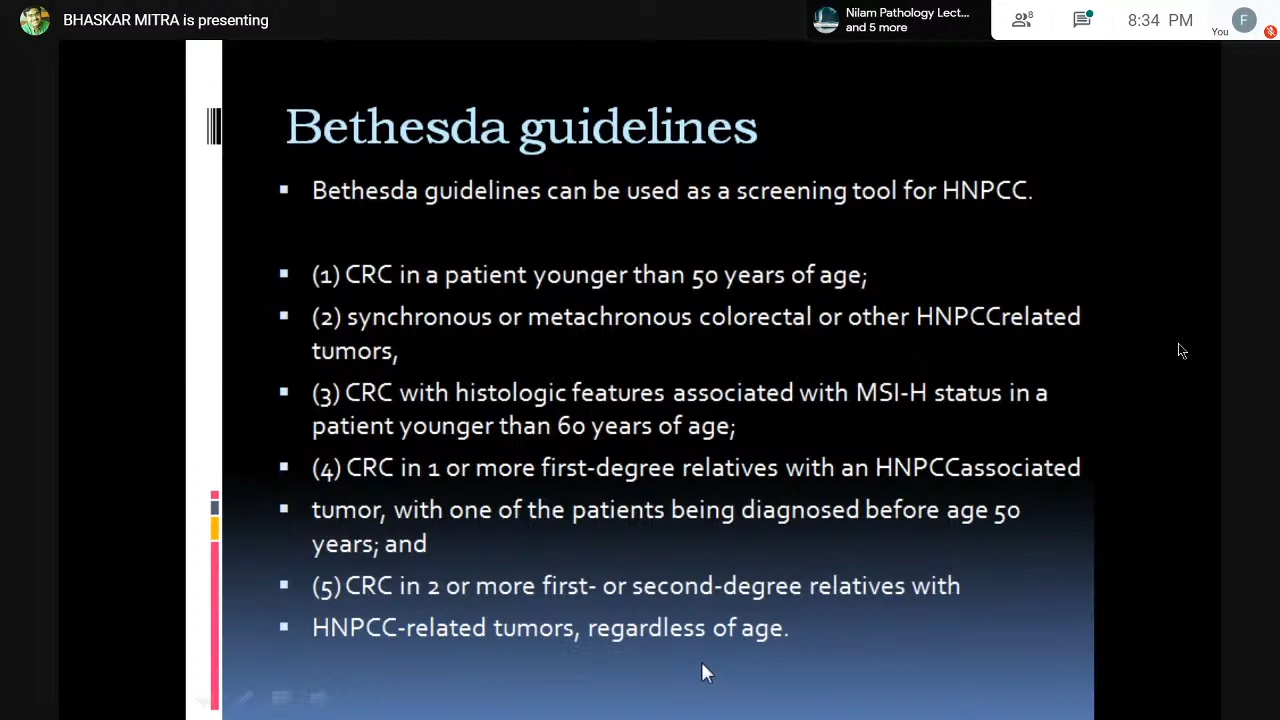 BHASKAR MITRA is presenting
Nilam Pathology Lect...
and 5 more
8
8:34 PM
You
F
Bethesda guidelines
▪ Bethesda guidelines can be used as a screening tool for HNPCC.
▪ (1) CRC in a patient younger than 50 years of age;
▪ (2) synchronous or metachronous colorectal or other HNPCCrelated
tumors,
▪ (3) CRC with histologic features associated with MSI-H status in a
patient younger than 60 years of age;
▪ (4) CRC in 1 or more first-degree relatives with an HNPCCassociated
▪ tumor, with one of the patients being diagnosed before age 50
years; and
▪ (5) CRC in 2 or more first- or second-degree relatives with
▪ HNPCC-related tumors, regardless of age.